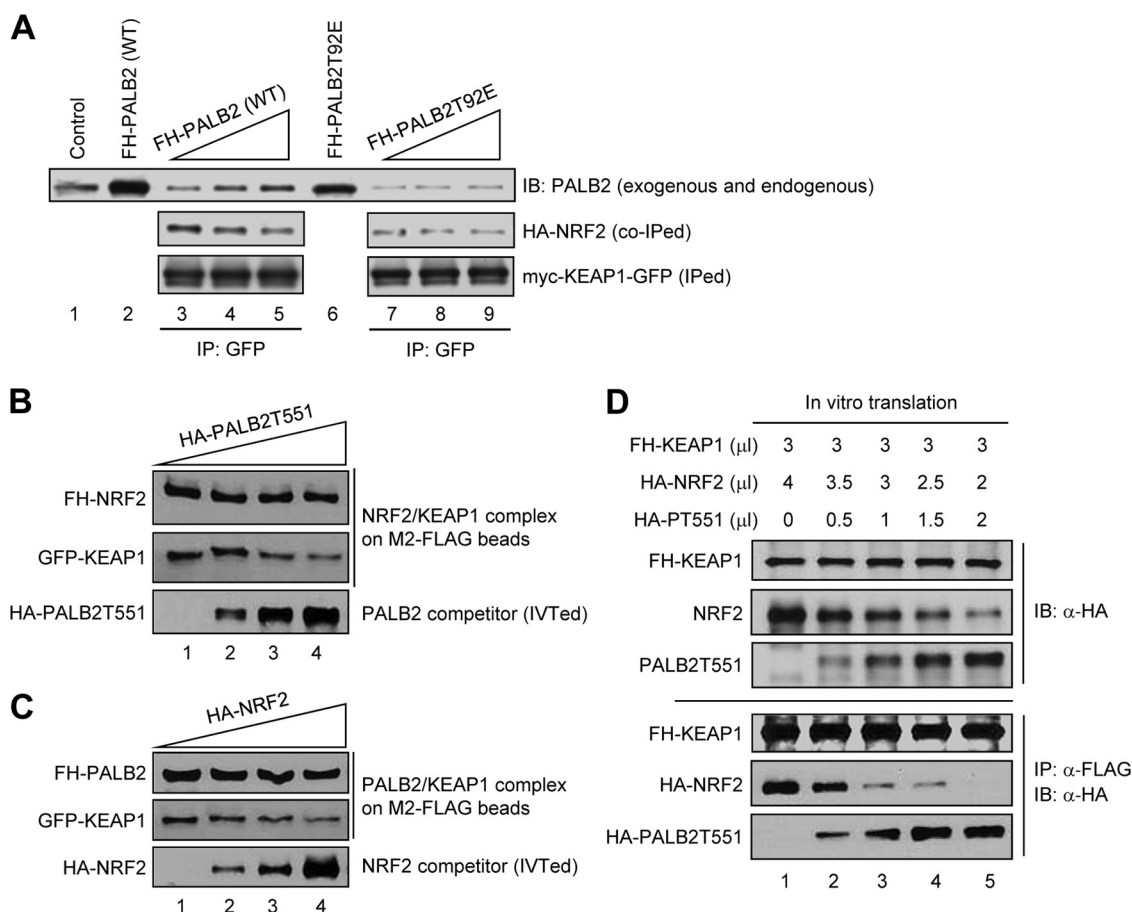 A
Control
FH-PALB2 (WT)
FH-PALB2 (WT)
FH-PALB2T92E
FH-PALB2T92E
IB: PALB2 (exogenous and endogenous)
HA-NRF2 (co-IPed)
myc-KEAP1-GFP (IPed)
1 2 3 4 5 6 7 8 9
IP: GFP IP: GFP
B
HA-PALB2T551
FH-NRF2
GFP-KEAP1
NRF2/KEAP1 complex
on M2-FLAG beads
HA-PALB2T551 PALB2 competitor (IVTed)
1 2 3 4
C
HA-NRF2
FH-PALB2
GFP-KEAP1
PALB2/KEAP1 complex
on M2-FLAG beads
HA-NRF2 NRF2 competitor (IVTed)
1 2 3 4
D
In vitro translation
FH-KEAP1 (μl) 3 3 3 3 3
HA-NRF2 (μl) 4 3.5 3 2.5 2
HA-PT551 (μl) 0 0.5 1 1.5 2
FH-KEAP1
NRF2
PALB2T551
IB: α-HA
FH-KEAP1
HA-NRF2
HA-PALB2T551
IP: α-FLAG
IB: α-HA
1 2 3 4 5